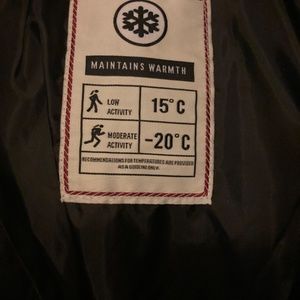 MAINTAINS WARMTH
LOW
ACTIVITY
15°C
MODERATE
ACTIVITY
-20°C
RECOMMENDATIONS FOR TEMPERATURES ARE PROVIDED
AS A GUIDELINE ONLY.